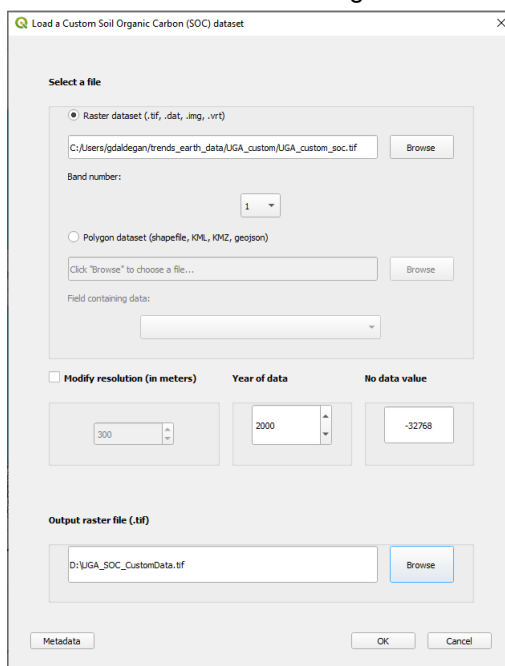 Load a Custom Soil Organic Carbon (SOC) dataset
Select a file
Raster dataset (.tif, .dat, .img, .vrt)
C:/Users/gdaldegan/trends_earth_data/UGA_custom/UGA_custom_soc.tif
Browse
Band number:
1
Polygon dataset (shapefile, KML, KMZ, geojson)
Click "Browse" to choose a file...
Browse
Field containing data:
Modify resolution (in meters) Year of data No data value
300 2000 -32768
Output raster file (.tif)
D:\UGA_SOC_CustomData.tif
Browse
Metadata OK Cancel